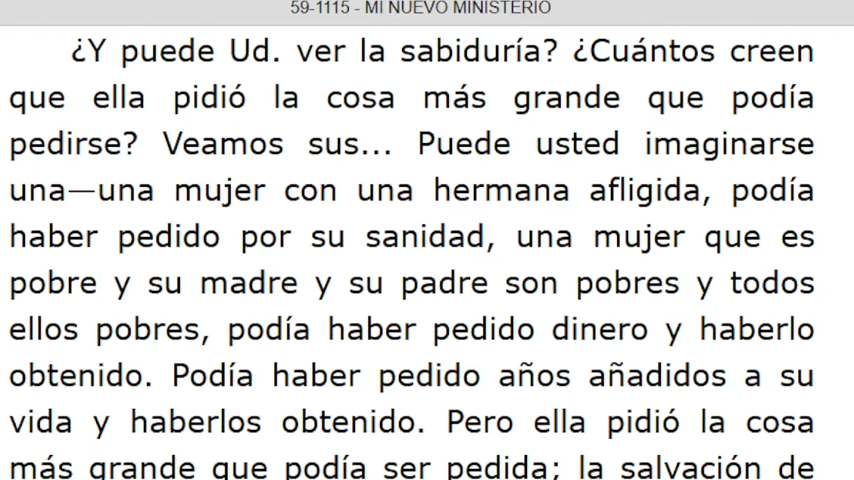 59-1115 - MI NUEVO MINISTERIO
¿Y puede Ud. ver la sabiduría? ¿Cuántos creen
que ella pidió la cosa más grande que podía
pedirse? Veamos sus... Puede usted imaginarse
una—una mujer con una hermana afligida, podía
haber pedido por su sanidad, una mujer que es
pobre y su madre y su padre son pobres y todos
ellos pobres, podía haber pedido dinero y haberlo
obtenido. Podía haber pedido años añadidos a su
vida y haberlos obtenido. Pero ella pidió la cosa
más grande que podía ser pedida; la salvación de